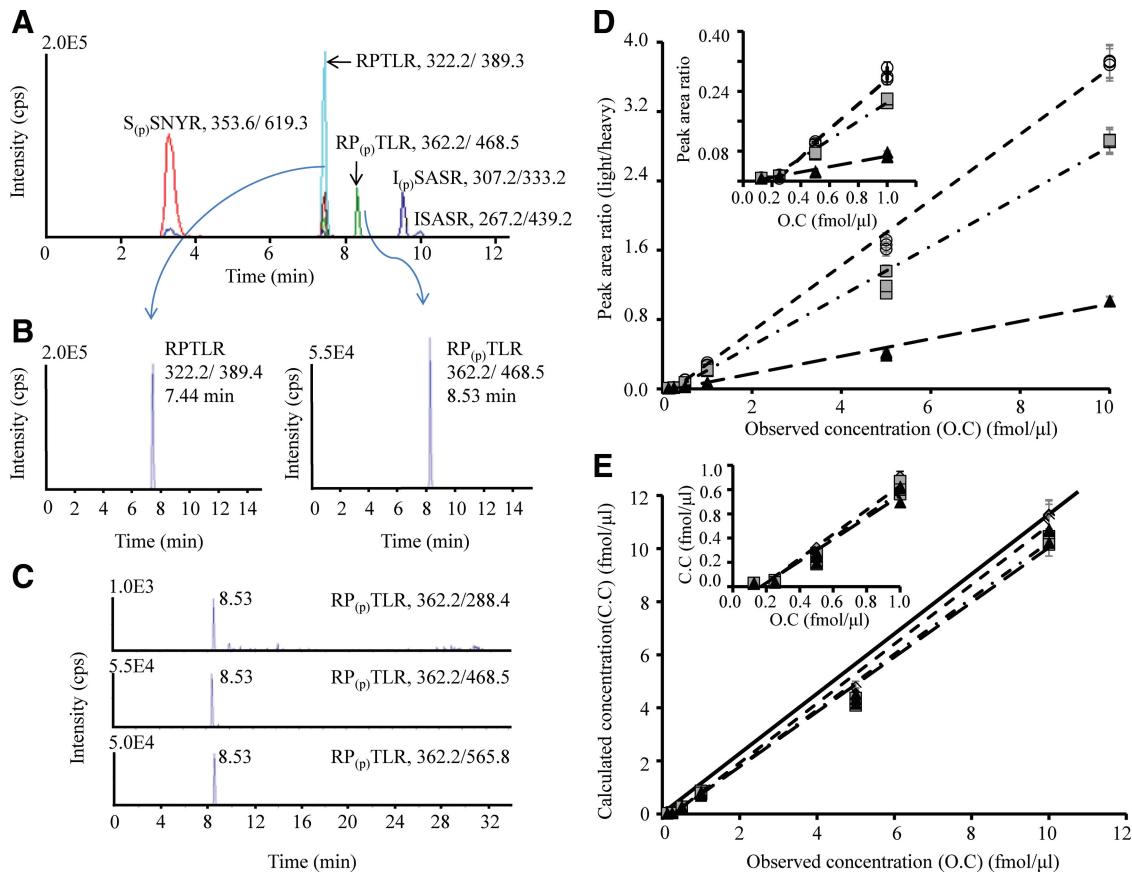 A
2.0E5
Intensity (cps)
RPTLR, 322.2/ 389.3
S(p)SNYR, 353.6/ 619.3
RP(p)TLR, 362.2/ 468.5
I(p)SASR, 307.2/333.2
ISASR, 267.2/439.2
2 4 6 8 10 12
Time (min)
B
2.0E5
Intensity (cps)
RPTLR
322.2/ 389.4
7.44 min
0 2 4 6 8 10 12 14
Time (min)
5.5E4
Intensity (cps)
RP(p)TLR
362.2/ 468.5
8.53 min
0 2 4 6 8 10 12 14
Time (min)
C
Intensity (cps)
1.0E3
8.53
RP(p)TLR, 362.2/288.4
5.5E4
8.53
RP(p)TLR, 362.2/468.5
5.0E4
8.53
RP(p)TLR, 362.2/565.8
0 4 8 12 16 20 24 28 32
Time (min)
D
Peak area ratio (light/heavy)
4.0
3.2
2.4
1.6
0.8
0.0
0 2 4 6 8 10
Observed concentration (O.C) (fmol/µl)
Peak area ratio
0.40
0.24
0.08
0.0 0.2 0.4 0.6 0.8 1.0
O.C (fmol/µl)
E
Calculated concentration(C.C) (fmol/µl)
12
10
8
6
4
2
0
0 2 4 6 8 10 12
Observed concentration (O.C) (fmol/µl)
C.C (fmol/µl)
1.0
0.6
0.8
0.4
0.2
0.0
0.0 0.2 0.4 0.6 0.8 1.0
O.C (fmol/µl)